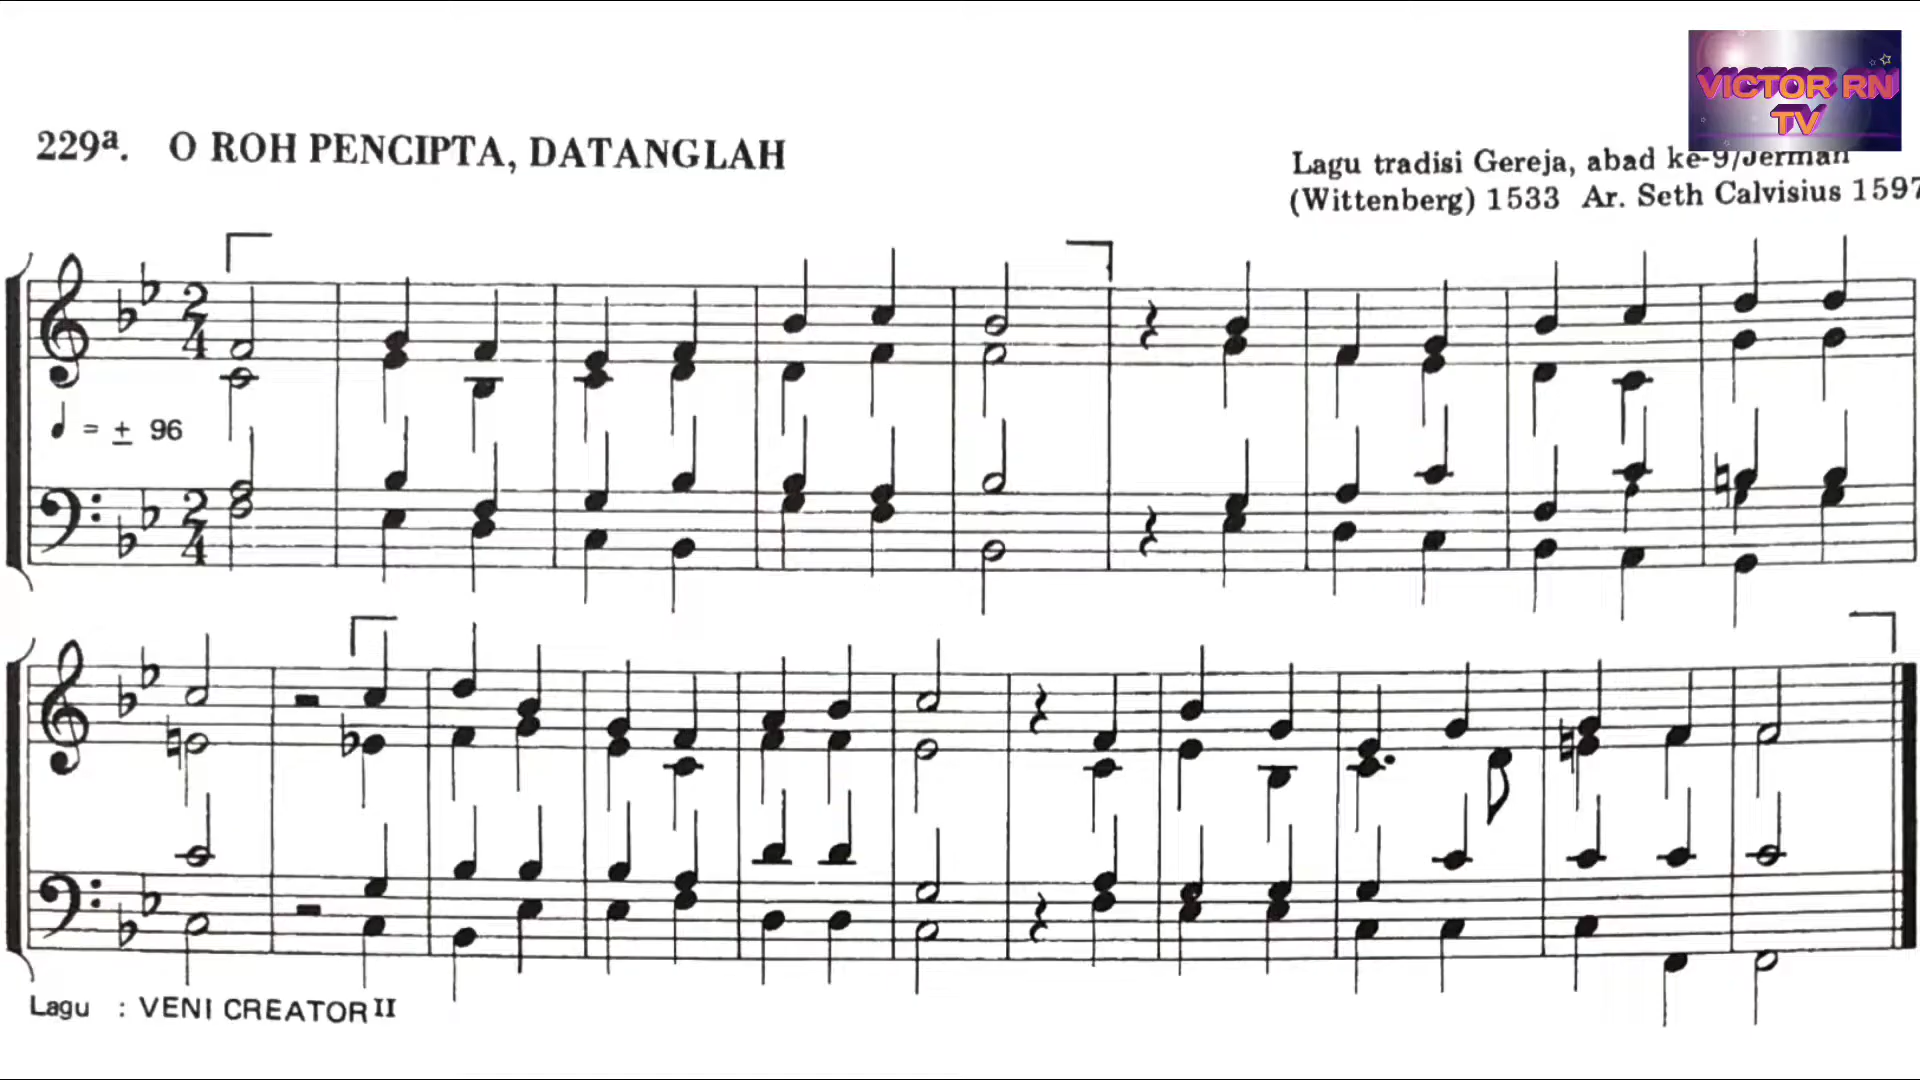 VICTOR RN
TV
229a. O ROH PENCIPTA, DATANGLAH
Lagu tradisi Gereja, abad ke-9/Jerman
(Wittenberg) 1533 Ar. Seth Calvisius 1597
2
4
♩ = ± 96
2
4
Lagu : VENI CREATOR II